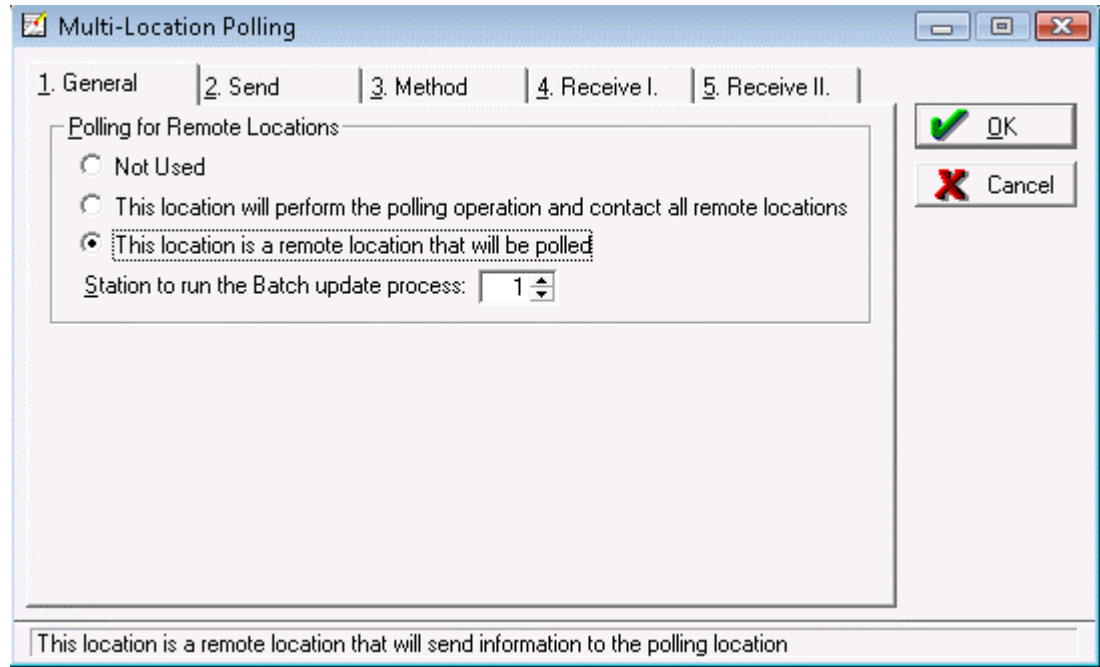 Multi-Location Polling
1. General
2. Send
3. Method
4. Receive I.
5. Receive II.
Polling for Remote Locations
Not Used
This location will perform the polling operation and contact all remote locations
This location is a remote location that will be polled
Station to run the Batch update process: 1
OK
Cancel
This location is a remote location that will send information to the polling location